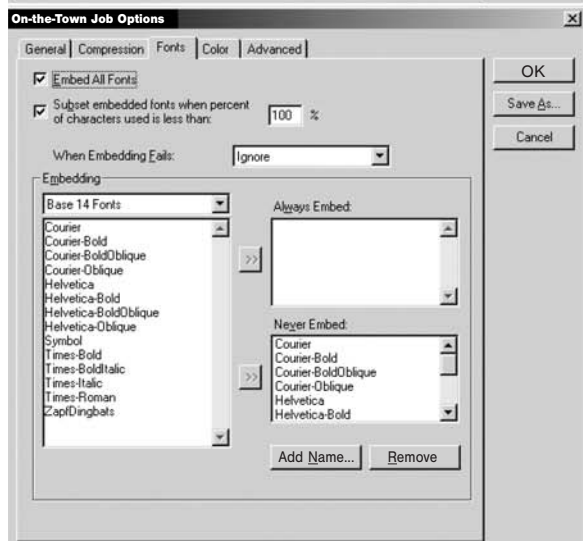 On-the-Town Job Options
General Compression Fonts Color Advanced
Embed All Fonts
Subset embedded fonts when percent
of characters used is less than: 100 %
When Embedding Fails: Ignore
OK
Save As...
Cancel
Embedding
Base 14 Fonts
Courier
Courier-Bold
Courier-BoldOblique
Courier-Oblique
Helvetica
Helvetica-Bold
Helvetica-BoldOblique
Helvetica-Oblique
Symbol
Times-Bold
Times-BoldItalic
Times-Italic
Times-Roman
ZapfDingbats
>>
>>
Always Embed:
Never Embed:
Courier
Courier-Bold
Courier-BoldOblique
Courier-Oblique
Helvetica
Helvetica-Bold
Add Name... Remove